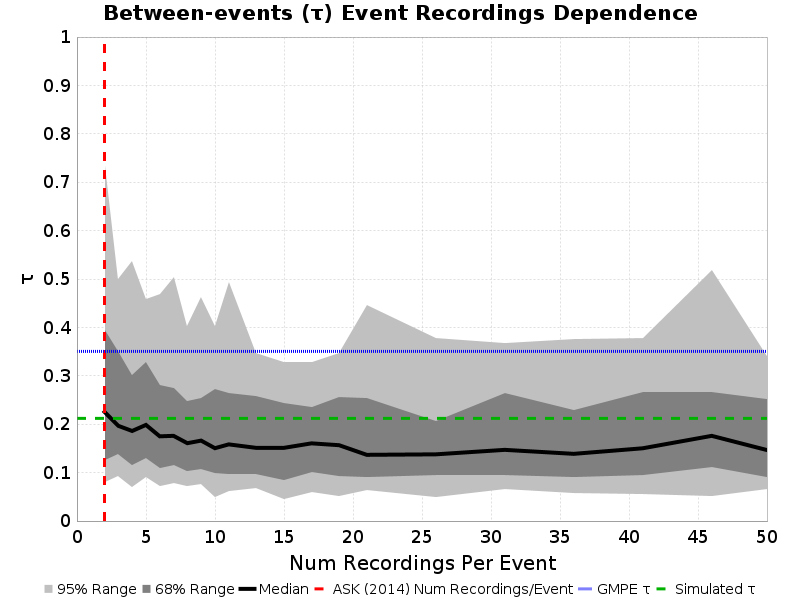 Between-events (τ) Event Recordings Dependence
1
0.9
0.8
0.7
0.6
0.5
0.4
0.3
0.2
0.1
0
τ
0 5 10 15 20 25 30 35 40 45 50
Num Recordings Per Event
95% Range 68% Range Median ASK (2014) Num Recordings/Event GMPE τ Simulated τ